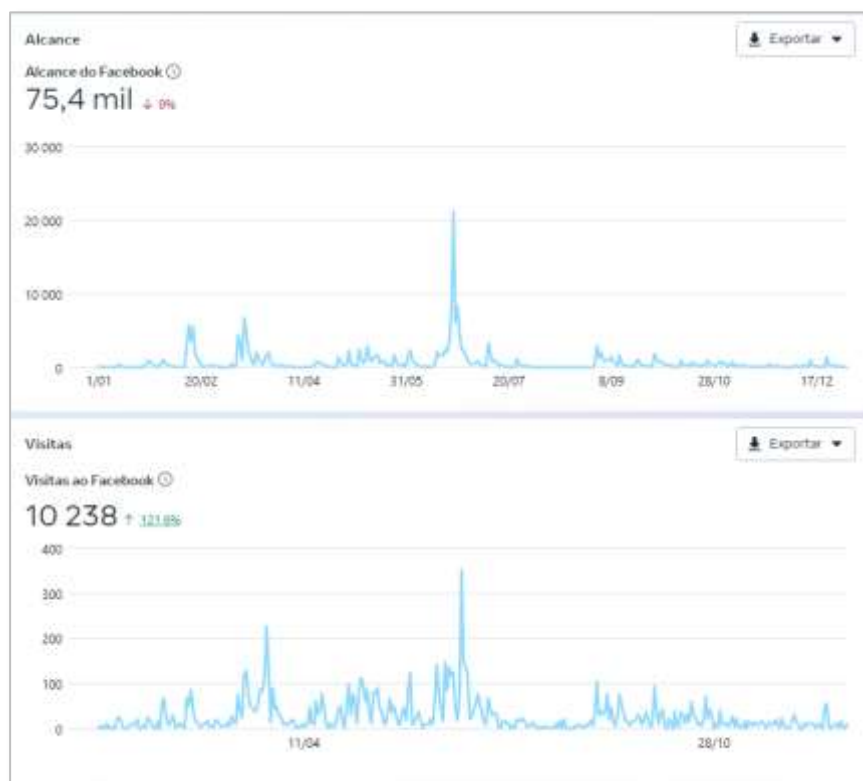 Alcance
Exportar
Alcance do Facebook
75,4 mil ↓ 9%
30 000
20 000
10 000
0
1/01 20/02 11/04 31/05 20/07 8/09 28/10 17/12
Visitas
Exportar
Visitas ao Facebook
10 238 ↑ 121.8%
400
300
200
100
0
11/04 28/10